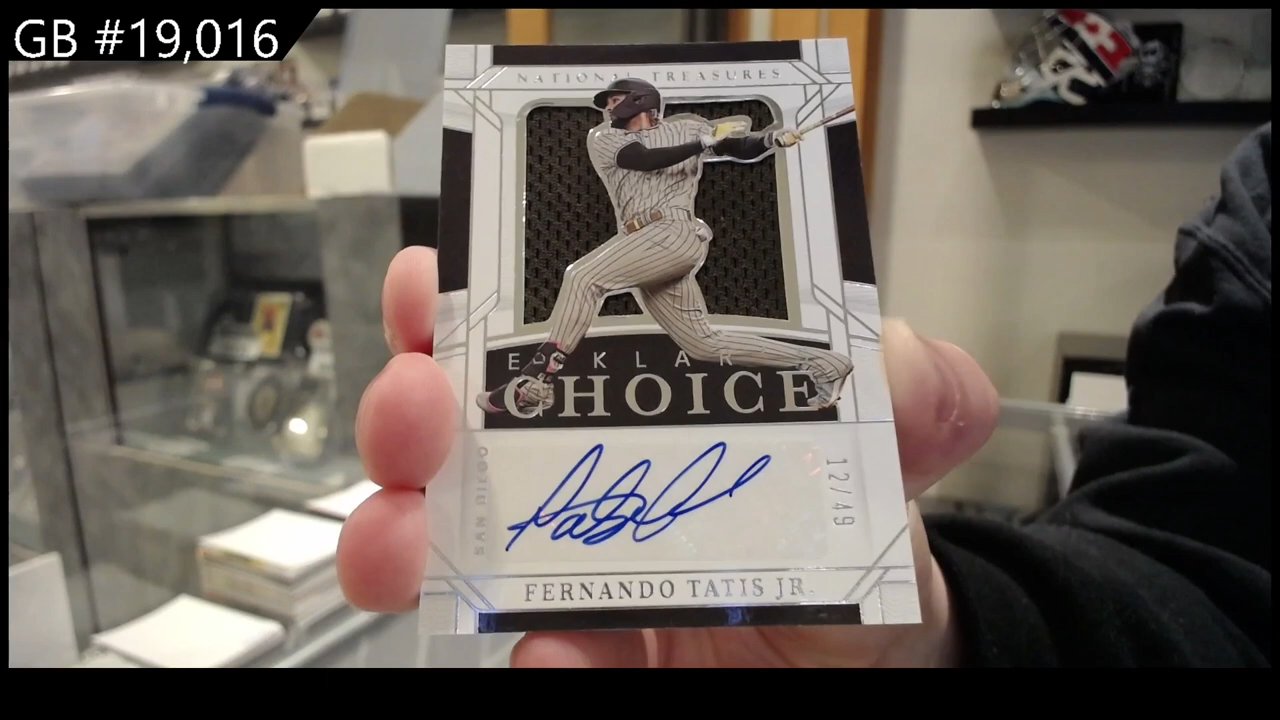 GB #19,016
NATIONAL TREASURES
CHOICE
SAN DIEGO
12/49
FERNANDO TATIS JR.